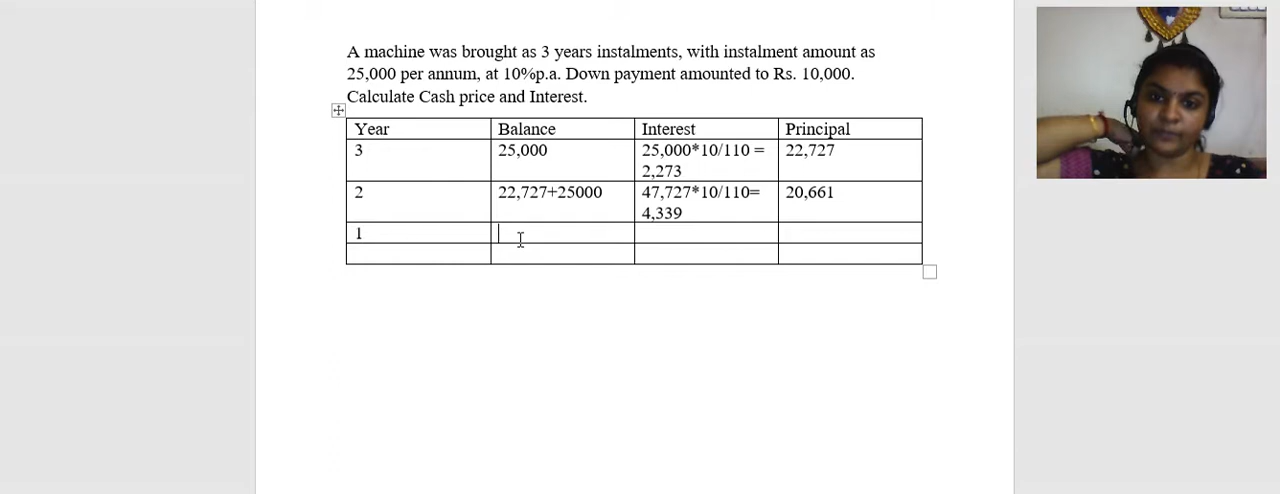 A machine was brought as 3 years instalments, with instalment amount as
25,000 per annum, at 10%p.a. Down payment amounted to Rs. 10,000.
Calculate Cash price and Interest.
Year Balance Interest Principal
3 25,000 25,000*10/110 = 22,727
2,273
2 22,727+25000 47,727*10/110= 20,661
4,339
1